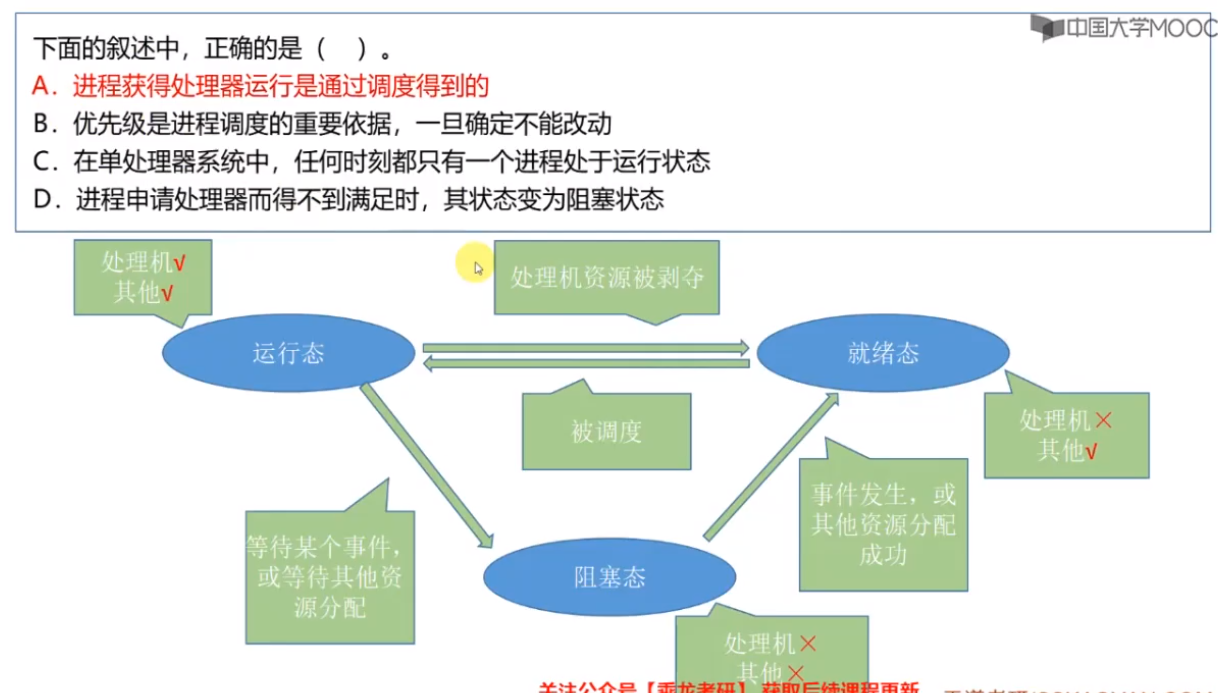 中国大学MOOC
下面的叙述中，正确的是（　）。
A．进程获得处理器运行是通过调度得到的
B．优先级是进程调度的重要依据，一旦确定不能改动
C．在单处理器系统中，任何时刻都只有一个进程处于运行状态
D．进程申请处理器而得不到满足时，其状态变为阻塞状态
处理机√
其他√
处理机资源被剥夺
运行态
就绪态
被调度
处理机×
其他√
等待某个事件，
或等待其他资
源分配
事件发生，或
其他资源分配
成功
阻塞态
处理机×
其他×
关注公众号【乘龙考研】获取后续课程更新